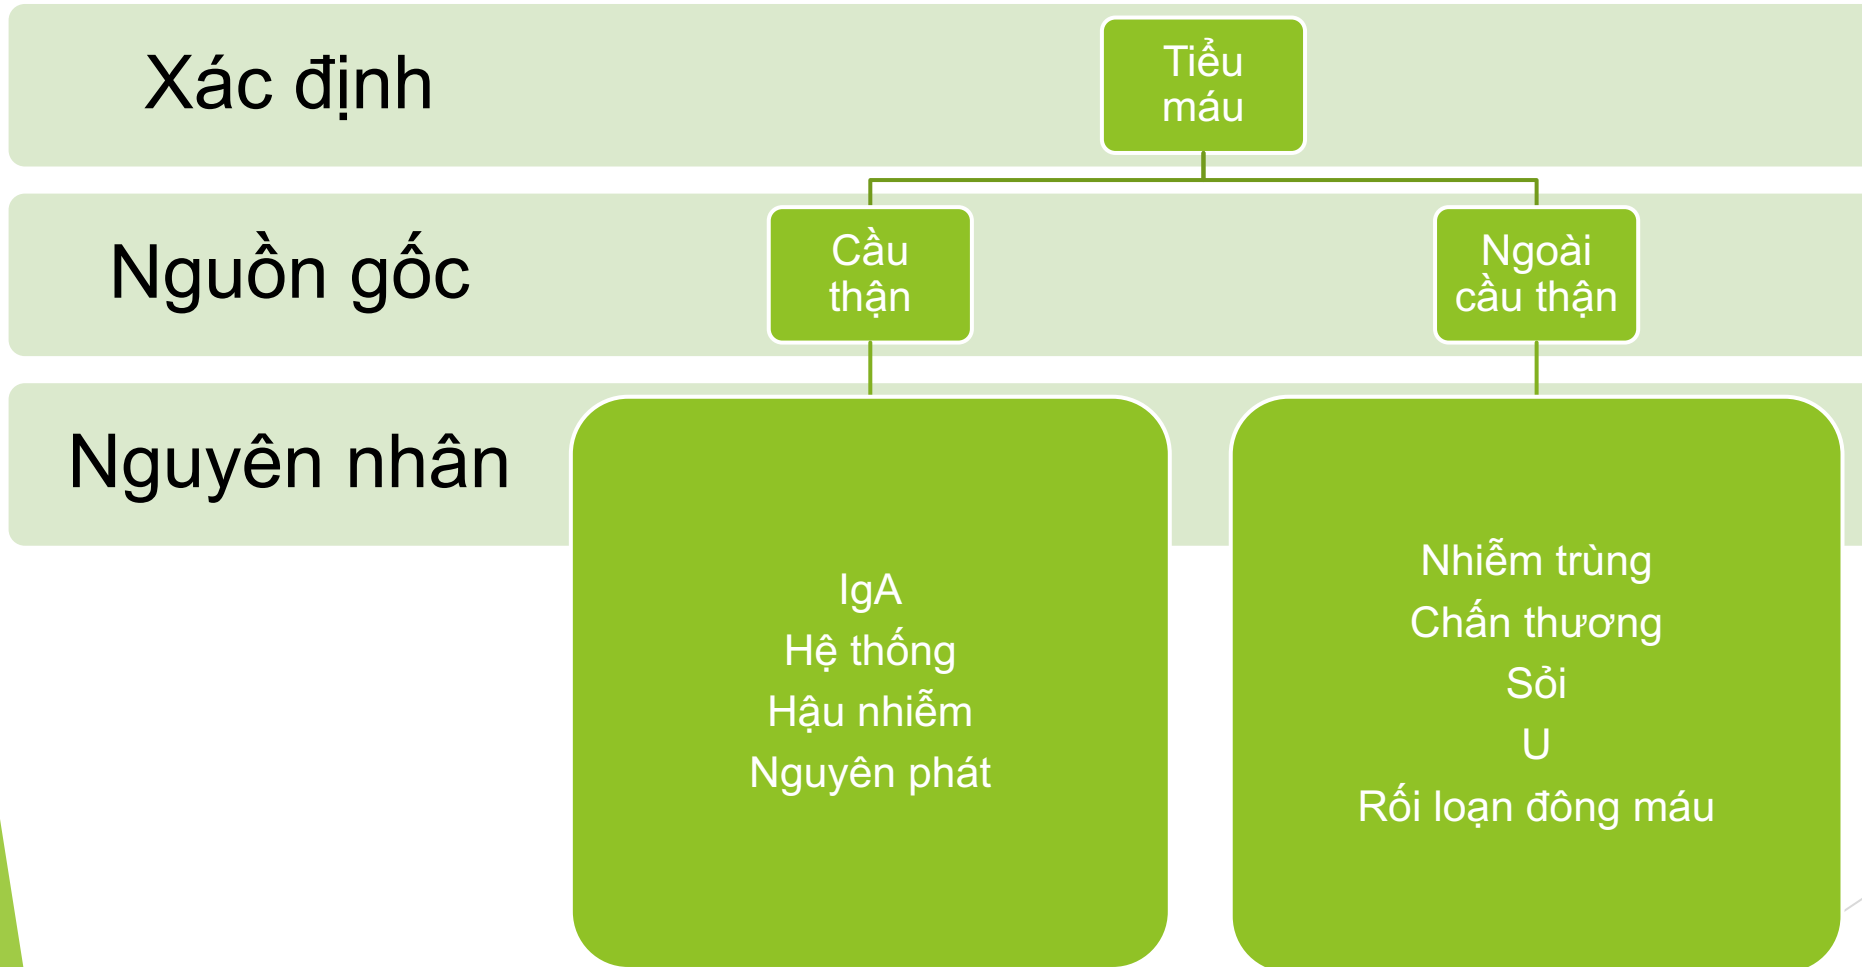 Xác định
Tiểu
máu
Nguồn gốc
Cầu
thận
Ngoài
cầu thận
Nguyên nhân
IgA
Hệ thống
Hậu nhiễm
Nguyên phát
Nhiễm trùng
Chấn thương
Sỏi
U
Rối loạn đông máu